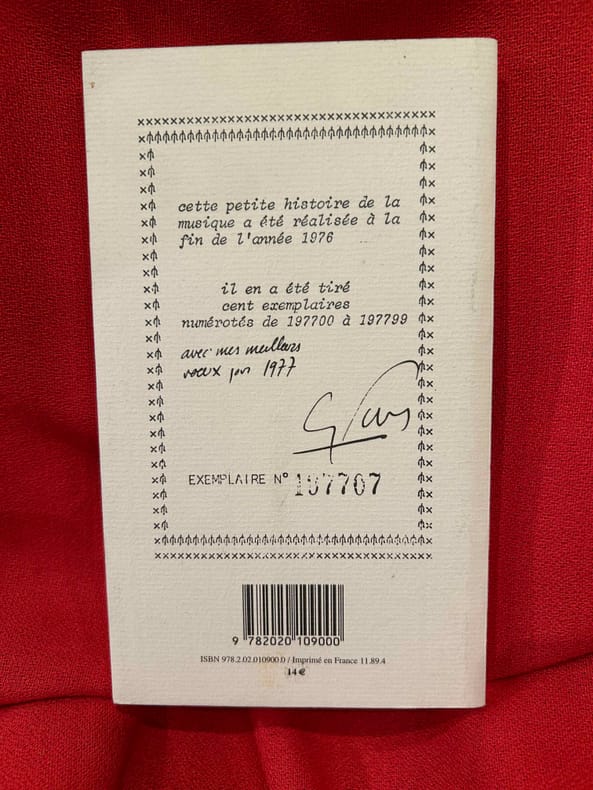 cette petite histoire de la
musique a été réalisée à la
fin de l'année 1976
il en a été tiré
cent exemplaires
numérotés de 197700 à 197799
avec mes meilleurs
vœux pour 1977
EXEMPLAIRE N° 197707
9 782020 109000
ISBN 978.2.02.010900.0 / Imprimé en France 11.89.4
14 €